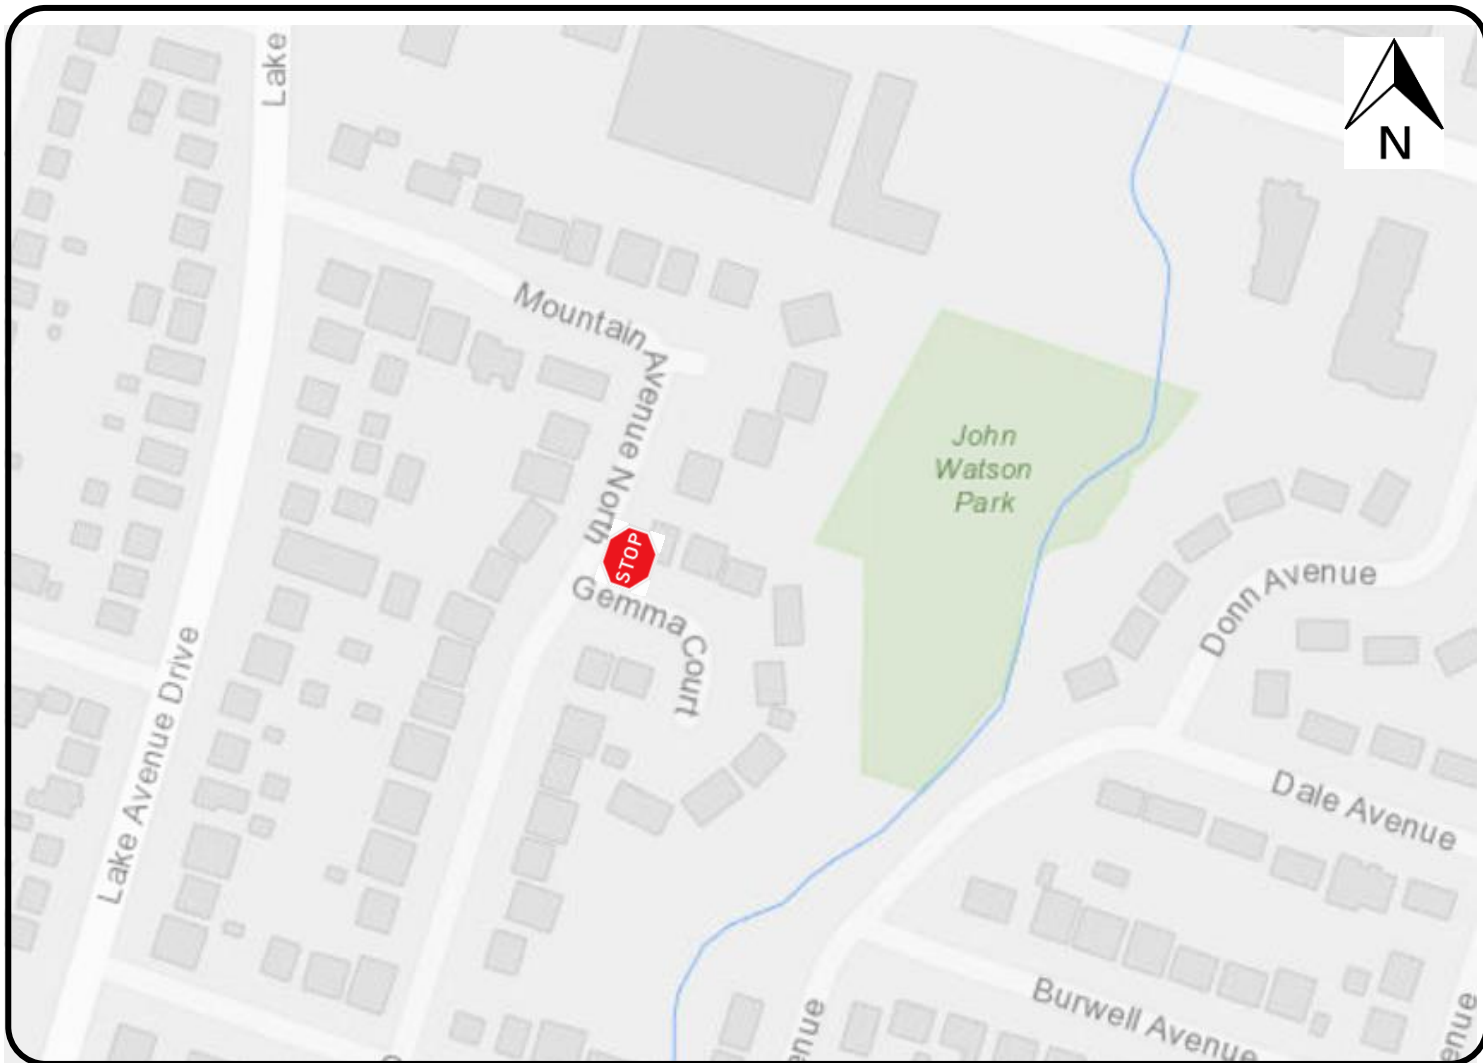 Lake
N
Mountain
Avenue North
John
Watson
Park
STOP
Gemma
Court
Donn Avenue
Lake Avenue Drive
Dale Avenue
Burwell Avenue